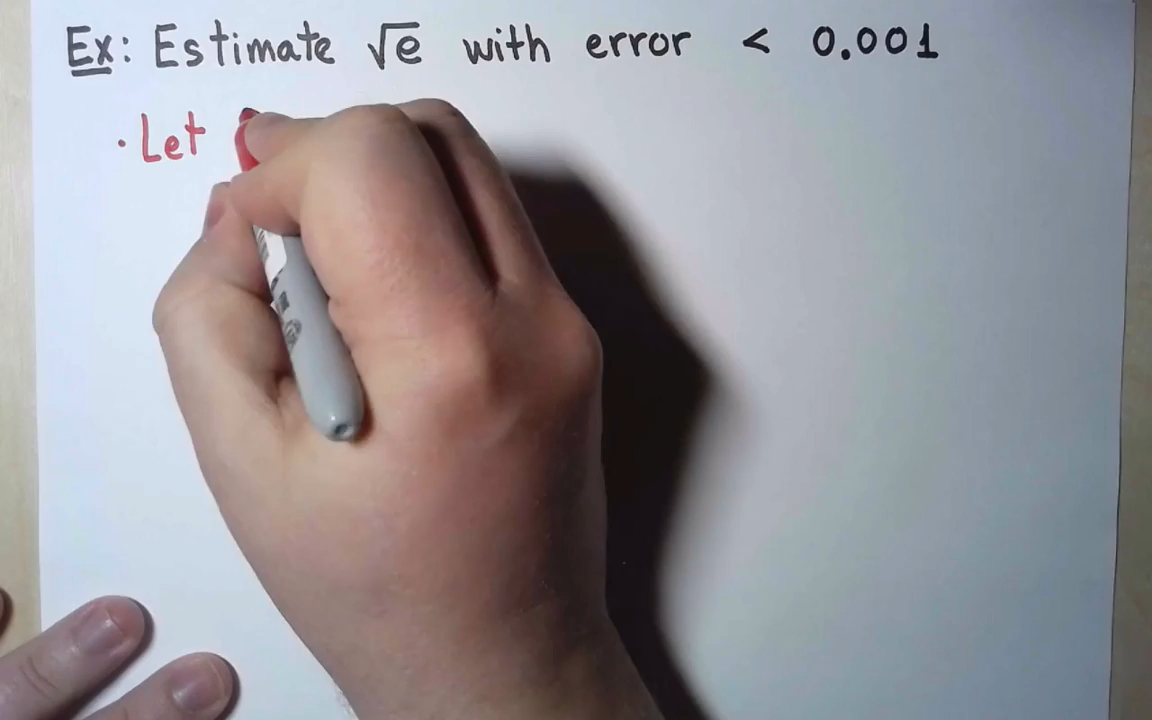 Ex: Estimate √e with error < 0.001
· Let